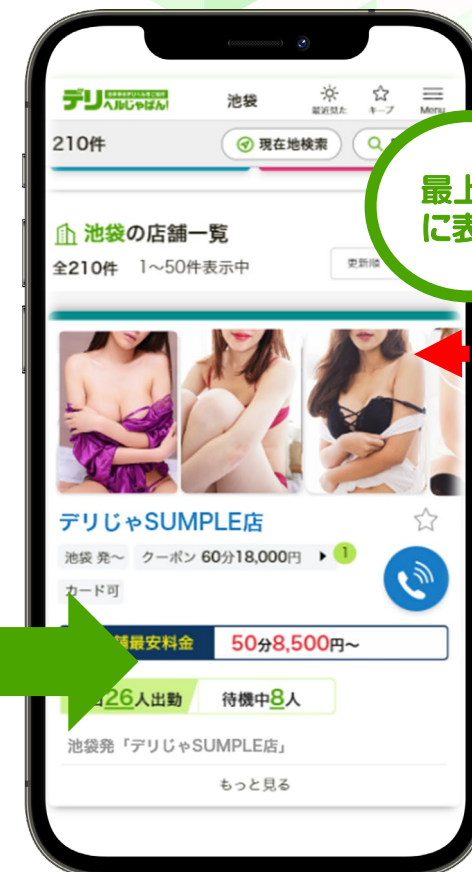 デリヘルじゃぱん!
池袋
最近見た
キープ
Menu
210件
現在地検索
最上
に表
池袋の店舗一覧
全210件 1〜50件表示中
更新順
デリじゃSUMPLE店
池袋 発〜 クーポン 60分18,000円 ▶ 1
カード可
舗最安料金 50分8,500円〜
26人出勤 待機中8人
池袋発「デリじゃSUMPLE店」
もっと見る